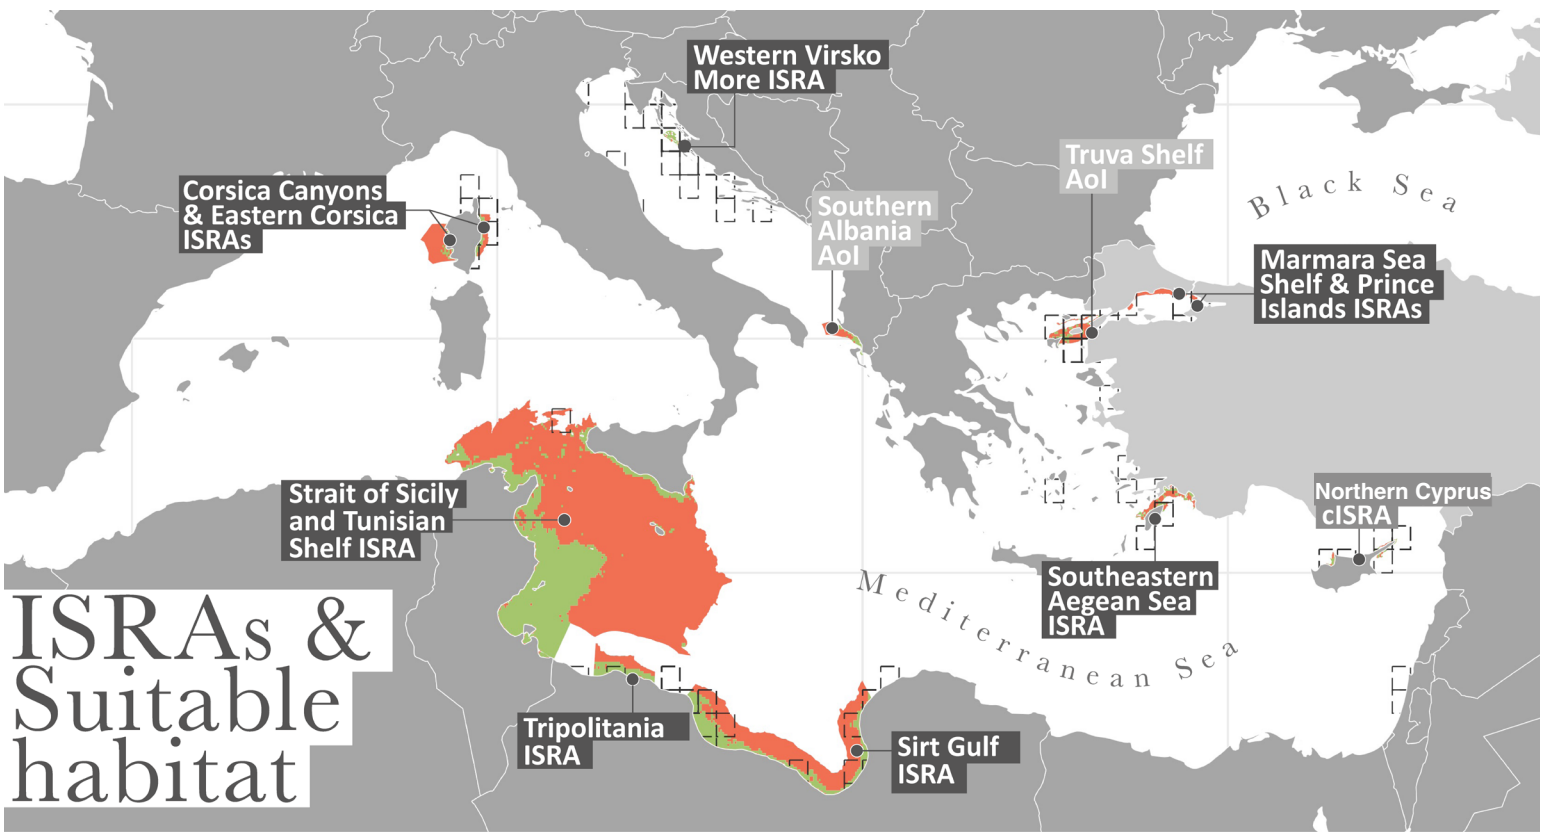 Western Virsko
More ISRA
Truva Shelf
AoI
Black Sea
Corsica Canyons
& Eastern Corsica
ISRAs
Southern
Albania
AoI
Marmara Sea
Shelf & Prince
Islands ISRAs
Strait of Sicily
and Tunisian
Shelf ISRA
Northern Cyprus
cISRA
Southeastern
Aegean Sea
ISRA
Mediterranean Sea
ISRAs &
Suitable
habitat
Tripolitania
ISRA
Sirt Gulf
ISRA